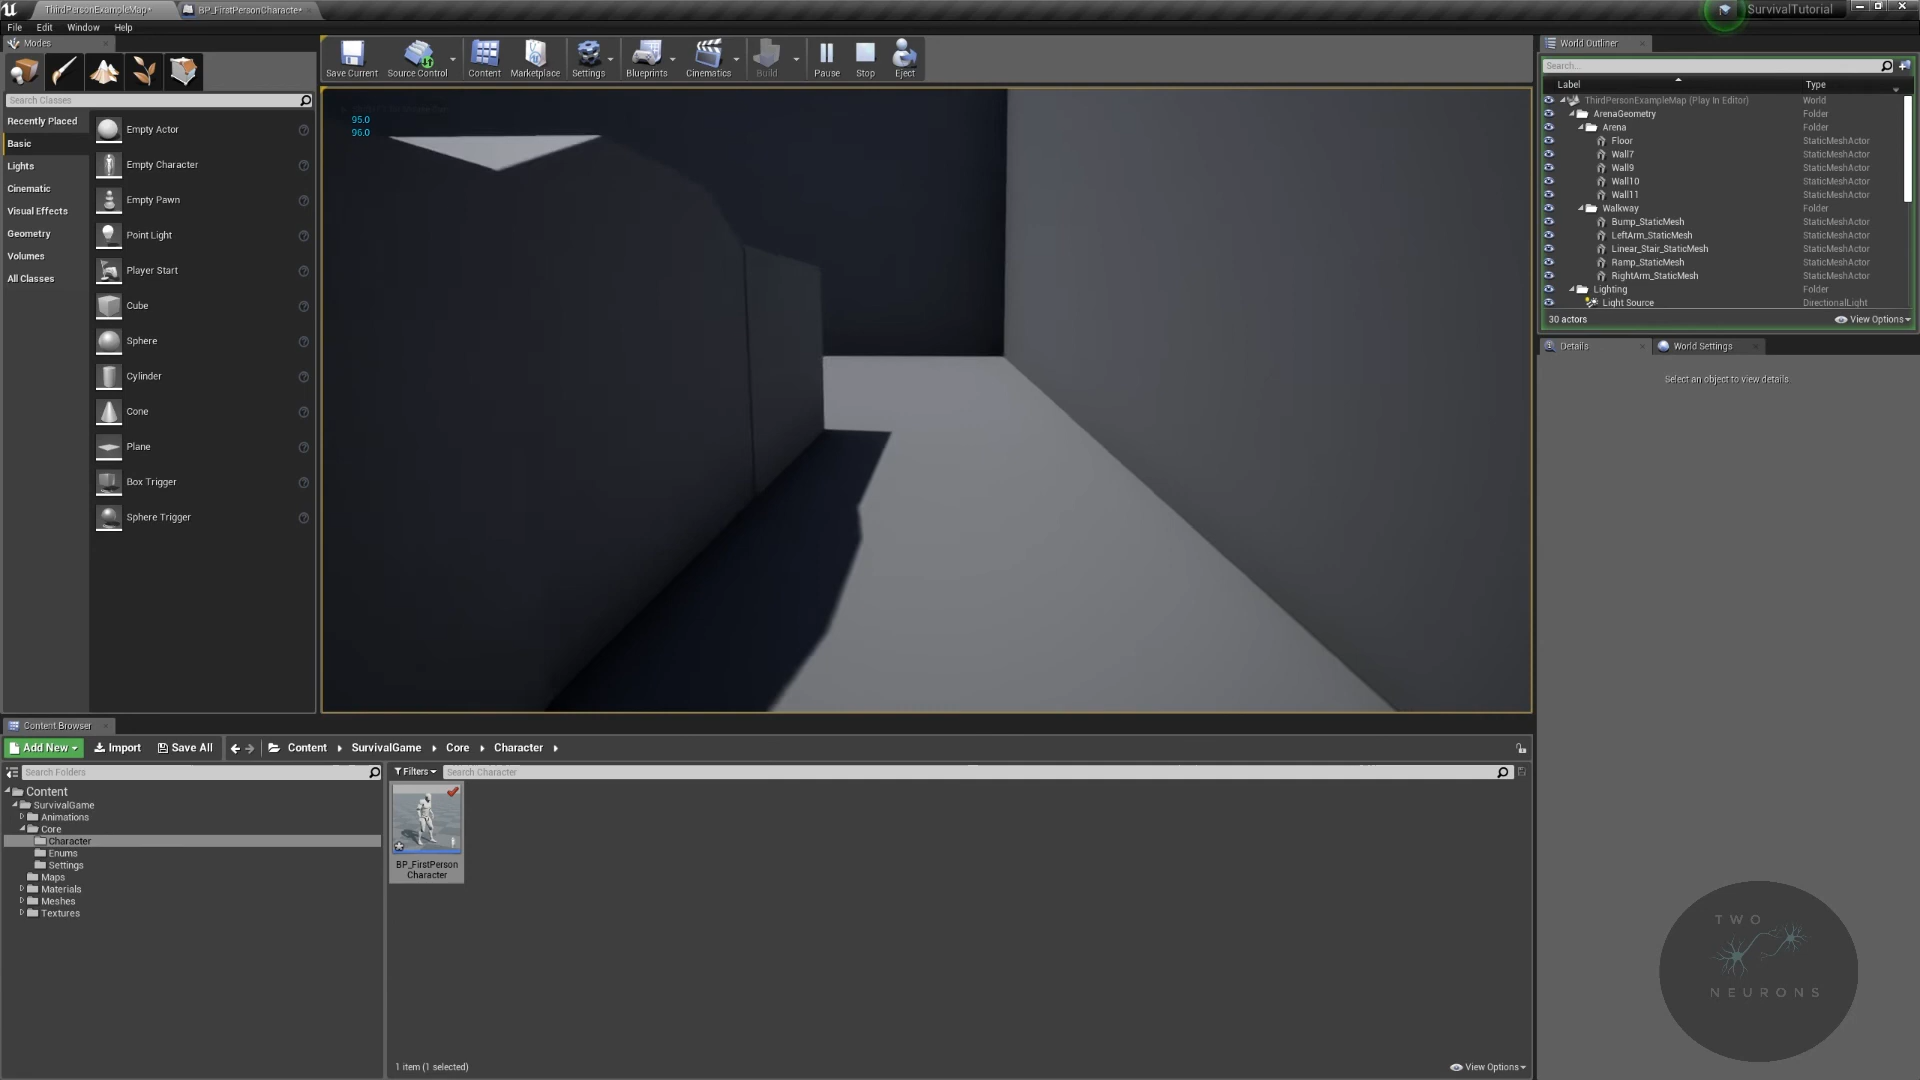 ThirdPersonExampleMap*
BP_FirstPersonCharacte*
SurvivalTutorial
File Edit Window Help
Modes
Search Classes
Recently Placed
Basic
Lights
Cinematic
Visual Effects
Geometry
Volumes
All Classes
Empty Actor
Empty Character
Empty Pawn
Point Light
Player Start
Cube
Sphere
Cylinder
Cone
Plane
Box Trigger
Sphere Trigger
Save Current Source Control Content Marketplace Settings Blueprints Cinematics Build Pause Stop Eject
95.0
96.0
World Outliner
Search...
Label Type
ThirdPersonExampleMap (Play In Editor) World
ArenaGeometry Folder
Arena Folder
Floor StaticMeshActor
Wall7 StaticMeshActor
Wall9 StaticMeshActor
Wall10 StaticMeshActor
Wall11 StaticMeshActor
Walkway Folder
Bump_StaticMesh StaticMeshActor
LeftArm_StaticMesh StaticMeshActor
Linear_Stair_StaticMesh StaticMeshActor
Ramp_StaticMesh StaticMeshActor
RightArm_StaticMesh StaticMeshActor
Lighting Folder
Light Source DirectionalLight
30 actors View Options
Details World Settings
Select an object to view details
Content Browser
Add New Import Save All Content SurvivalGame Core Character
Search Folders
Filters Search Character
Content
SurvivalGame
Animations
Core
Character
Enums
Settings
Maps
Materials
Meshes
Textures
BP_FirstPerson
Character
1 item (1 selected) View Options
TWO
NEURONS